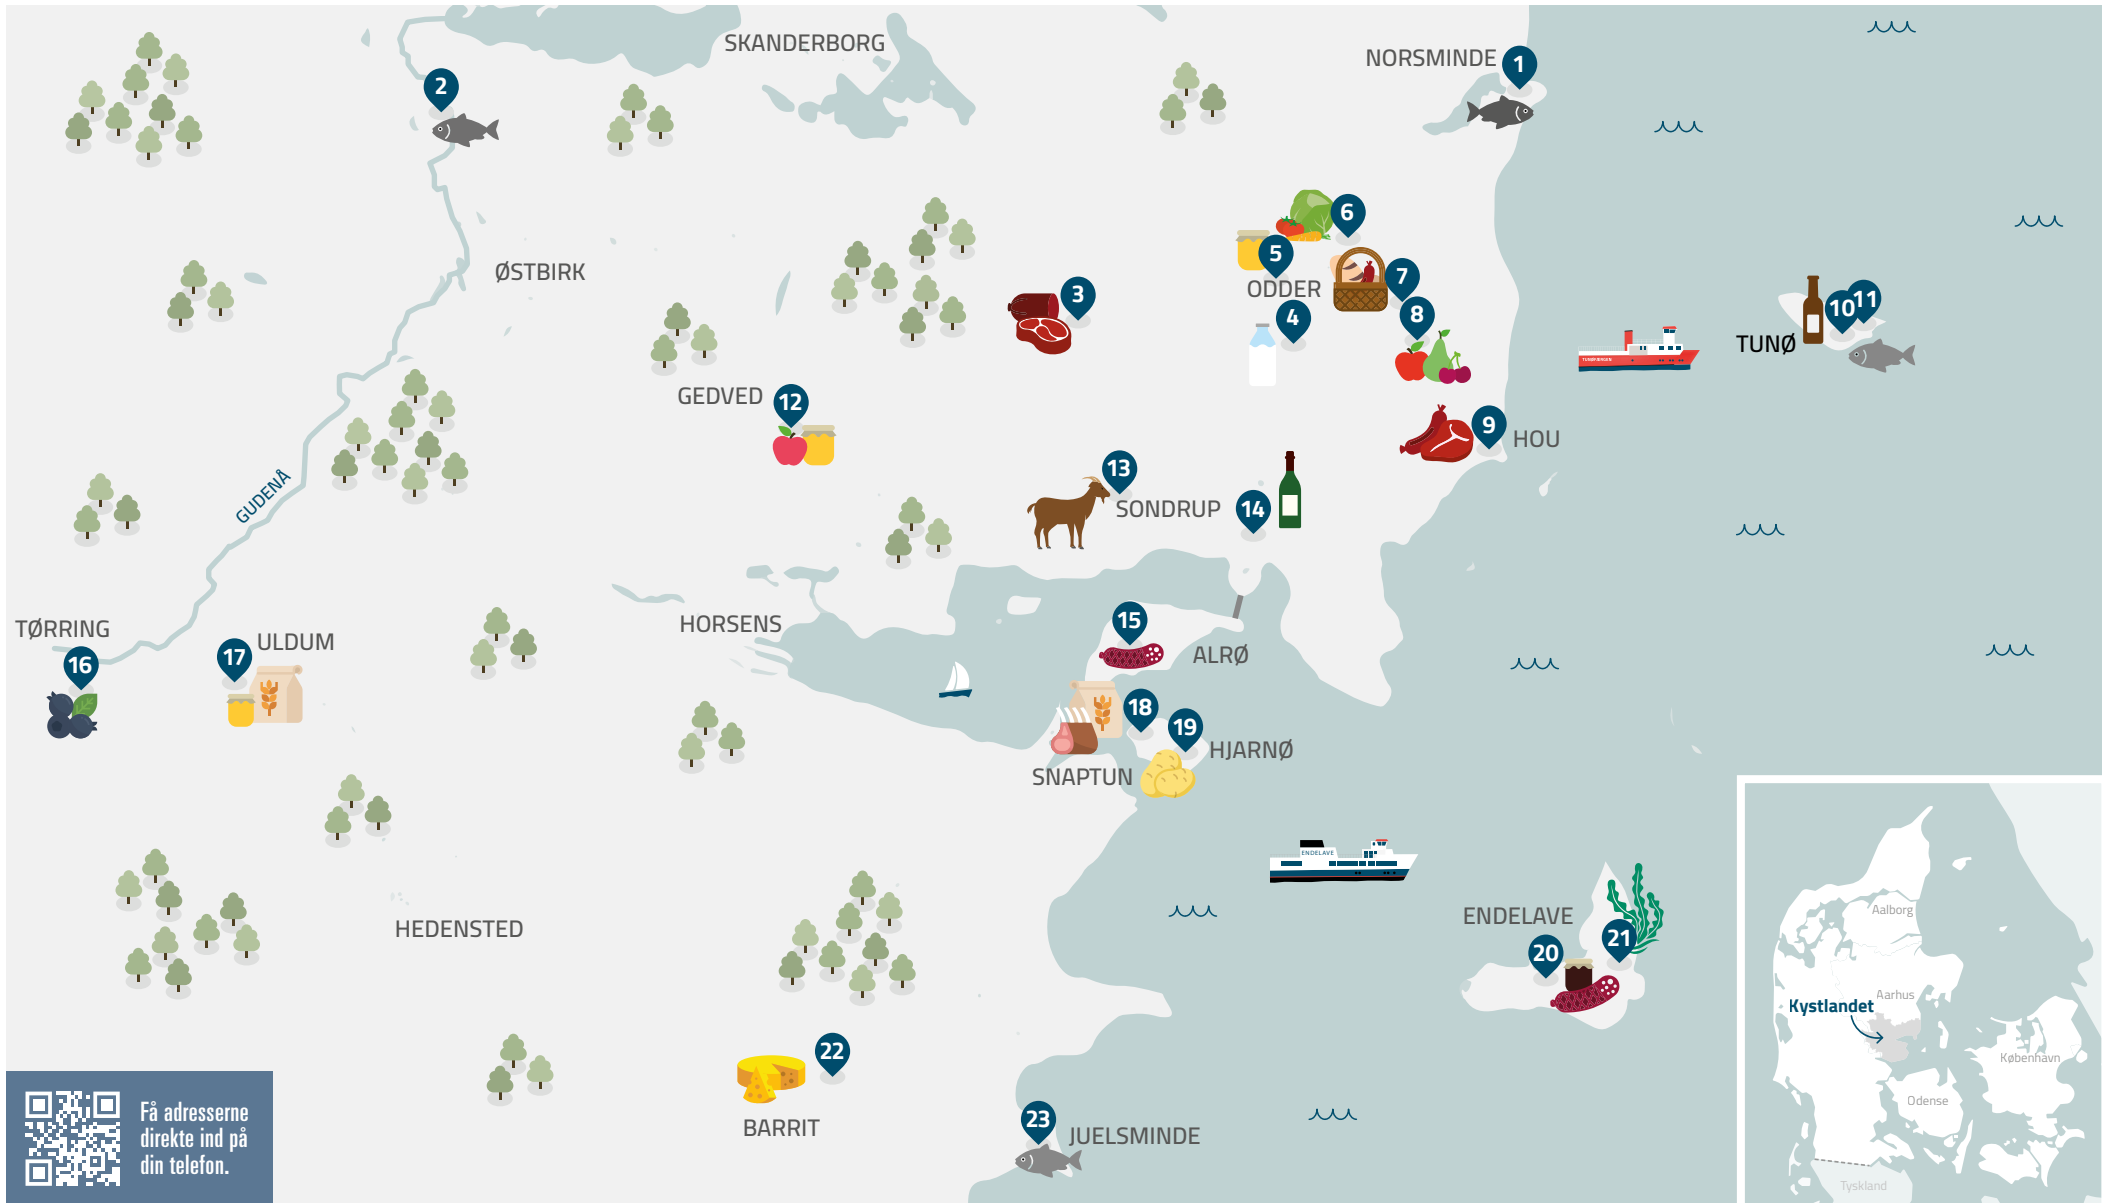 SKANDERBORG
NORSMINDE
1
2
6
5
ØSTBIRK
7
ODDER
3
4
8
10
11
TUNØ
TUNØFÆRGEN
GEDVED
12
9
HOU
13
SONDRUP
14
GUDENÅ
HORSENS
15
ALRØ
TØRRING
16
17
ULDUM
18
19
HJARNØ
SNAPTUN
ENDELAVE
ENDELAVE
20
21
HEDENSTED
22
BARRIT
23
JUELSMINDE
Få adresserne
direkte ind på
din telefon.
Aalborg
Aarhus
Kystlandet
København
Odense
Tyskland